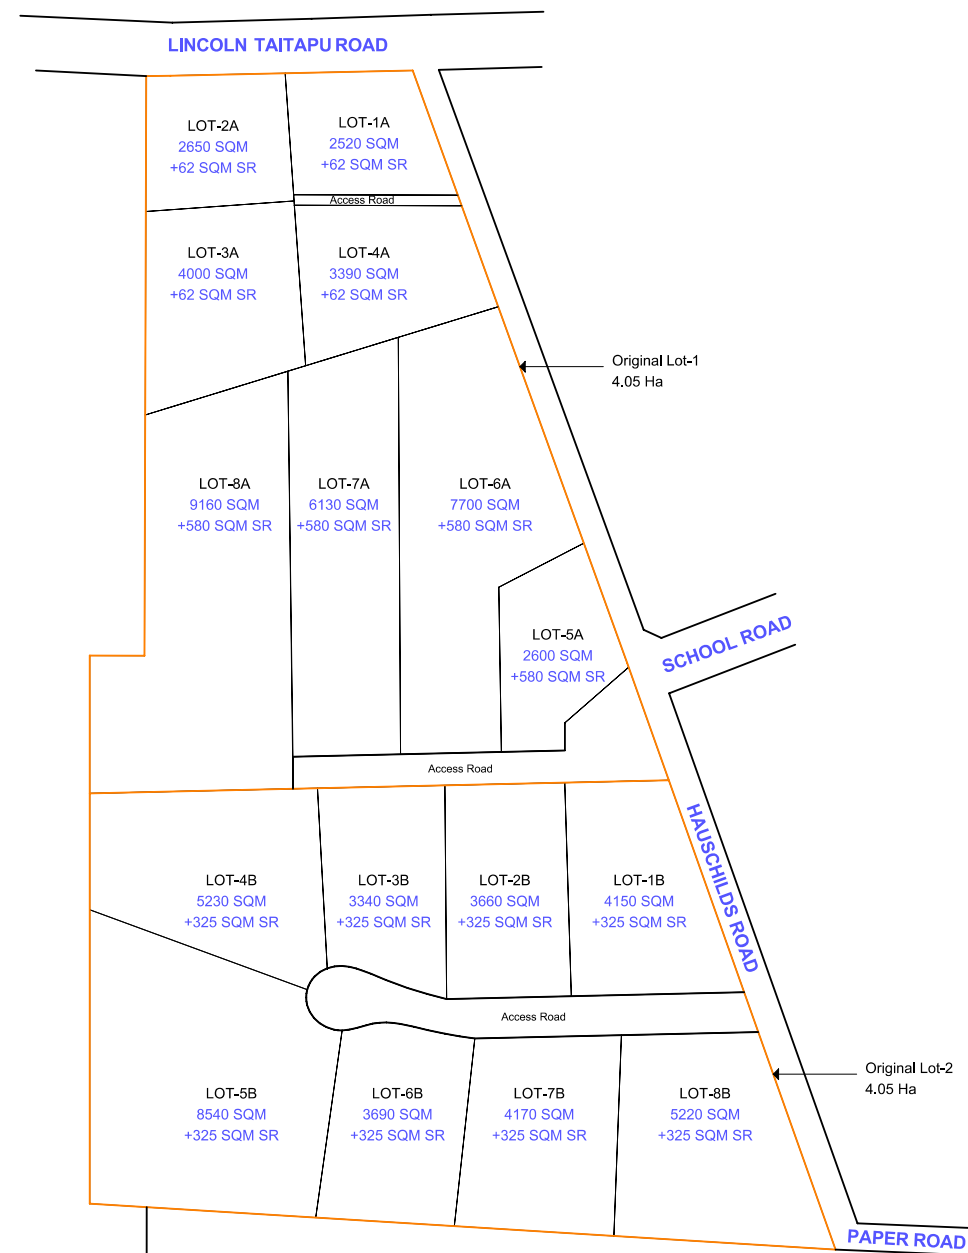 LINCOLN TAITAPU ROAD
LOT-2A
2650 SQM
+62 SQM SR
LOT-1A
2520 SQM
+62 SQM SR
Access Road
LOT-3A
4000 SQM
+62 SQM SR
LOT-4A
3390 SQM
+62 SQM SR
Original Lot-1
4.05 Ha
LOT-8A
9160 SQM
+580 SQM SR
LOT-7A
6130 SQM
+580 SQM SR
LOT-6A
7700 SQM
+580 SQM SR
LOT-5A
2600 SQM
+580 SQM SR
SCHOOL ROAD
Access Road
HAUSCHILDS ROAD
LOT-4B
5230 SQM
+325 SQM SR
LOT-3B
3340 SQM
+325 SQM SR
LOT-2B
3660 SQM
+325 SQM SR
LOT-1B
4150 SQM
+325 SQM SR
Access Road
Original Lot-2
4.05 Ha
LOT-5B
8540 SQM
+325 SQM SR
LOT-6B
3690 SQM
+325 SQM SR
LOT-7B
4170 SQM
+325 SQM SR
LOT-8B
5220 SQM
+325 SQM SR
PAPER ROAD